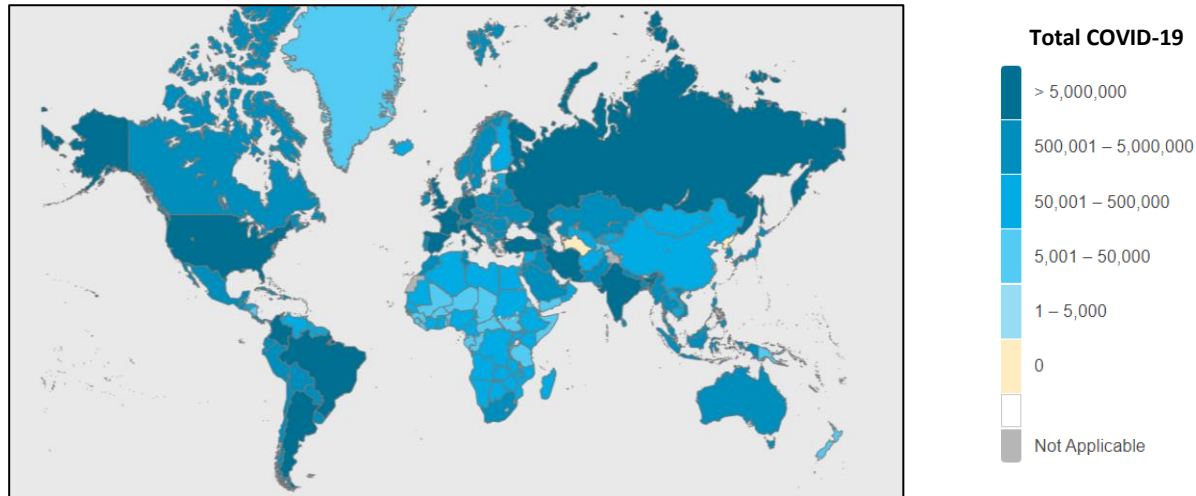 Total COVID-19
> 5,000,000
500,001 – 5,000,000
50,001 – 500,000
5,001 – 50,000
1 – 5,000
0
Not Applicable